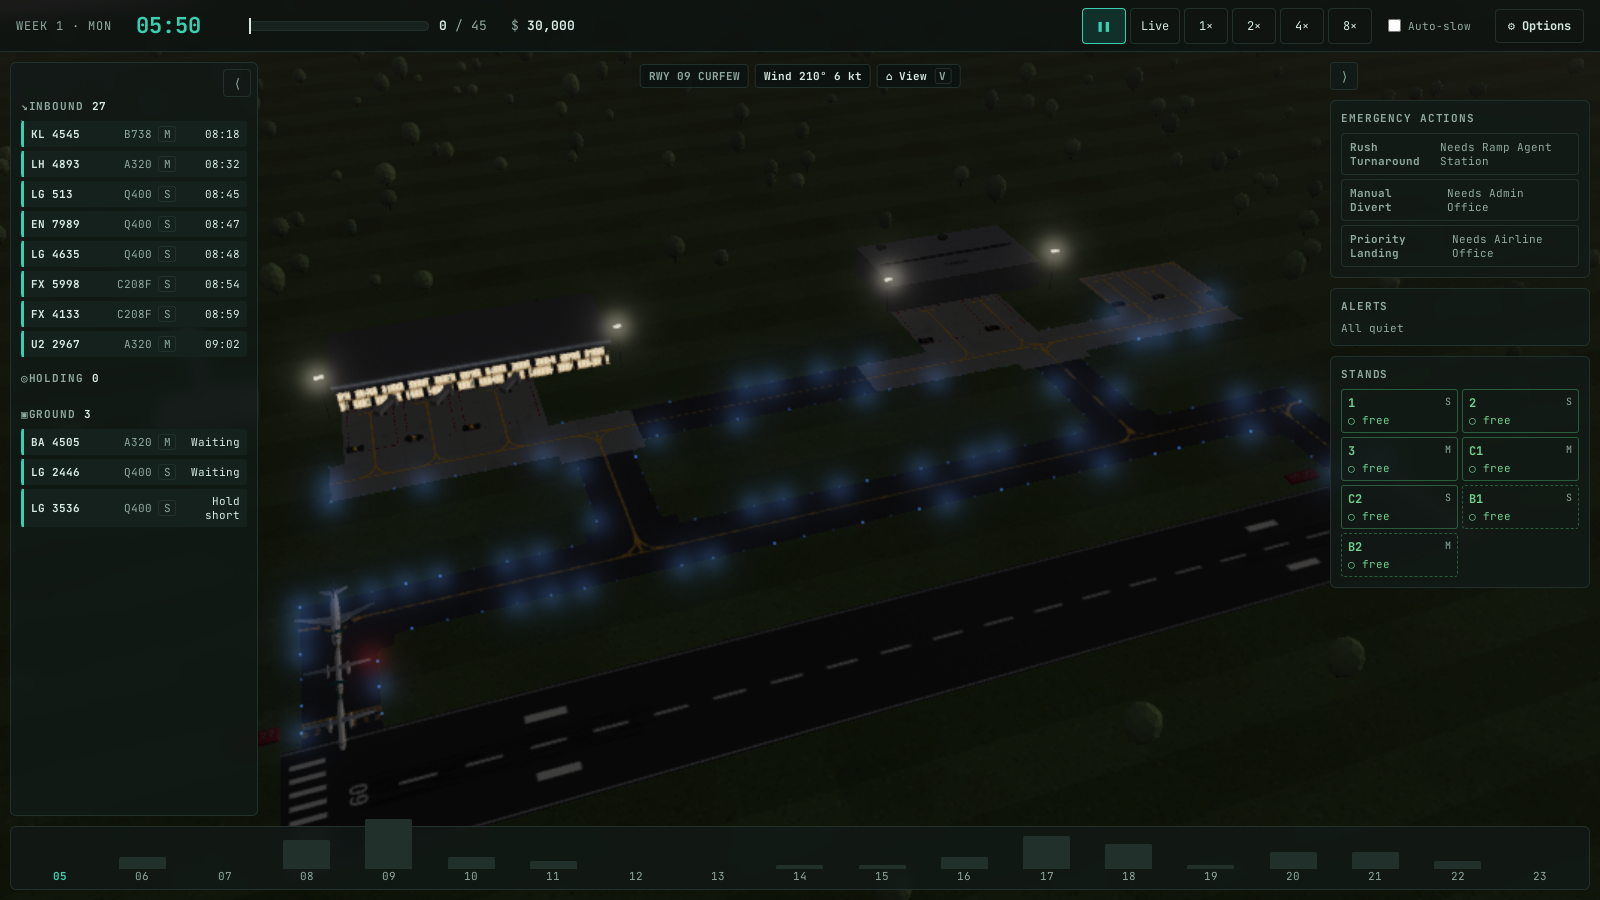 WEEK 1 · MON 05:50 0 / 45 $ 30,000 Live 1× 2× 4× 8× Auto-slow ⚙ Options
RWY 09 CURFEW Wind 210° 6 kt ⌂ View V
INBOUND 27
KL 4545 B738 M 08:18
LH 4893 A320 M 08:32
LG 513 Q400 S 08:45
EN 7989 Q400 S 08:47
LG 4635 Q400 S 08:48
FX 5998 C208F S 08:54
FX 4133 C208F S 08:59
U2 2967 A320 M 09:02
HOLDING 0
GROUND 3
BA 4505 A320 M Waiting
LG 2446 Q400 S Waiting
LG 3536 Q400 S Hold short
09
EMERGENCY ACTIONS
Rush Turnaround Needs Ramp Agent Station
Manual Divert Needs Admin Office
Priority Landing Needs Airline Office
ALERTS
All quiet
STANDS
1 S 2 S
○ free ○ free
3 M C1 M
○ free ○ free
C2 S B1 S
○ free ○ free
B2 M
○ free
05 06 07 08 09 10 11 12 13 14 15 16 17 18 19 20 21 22 23